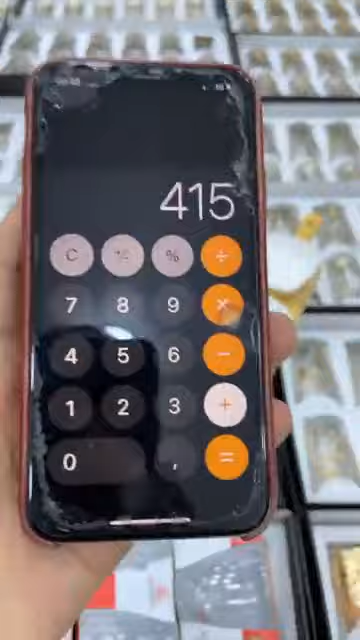 415
C % ÷
7 8 9 ×
4 5 6 −
1 2 3 +
0 , =